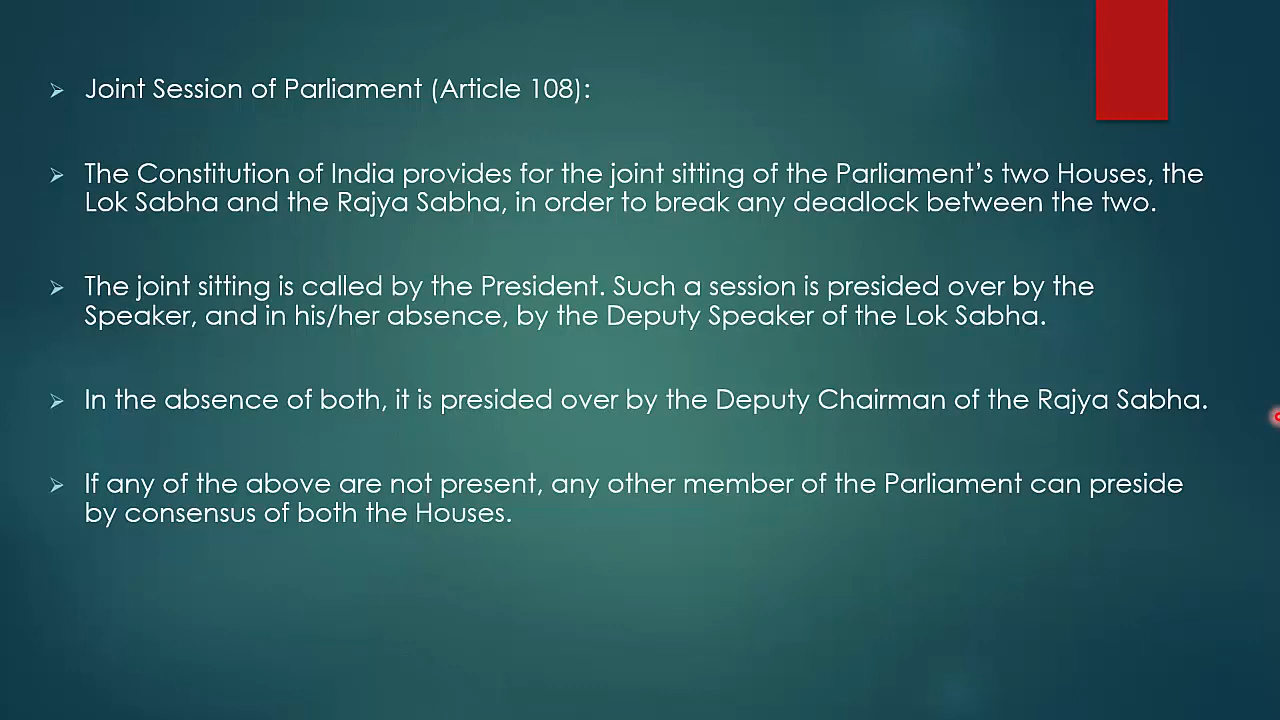 Joint Session of Parliament (Article 108):
The Constitution of India provides for the joint sitting of the Parliament’s two Houses, the
Lok Sabha and the Rajya Sabha, in order to break any deadlock between the two.
The joint sitting is called by the President. Such a session is presided over by the
Speaker, and in his/her absence, by the Deputy Speaker of the Lok Sabha.
In the absence of both, it is presided over by the Deputy Chairman of the Rajya Sabha.
If any of the above are not present, any other member of the Parliament can preside
by consensus of both the Houses.